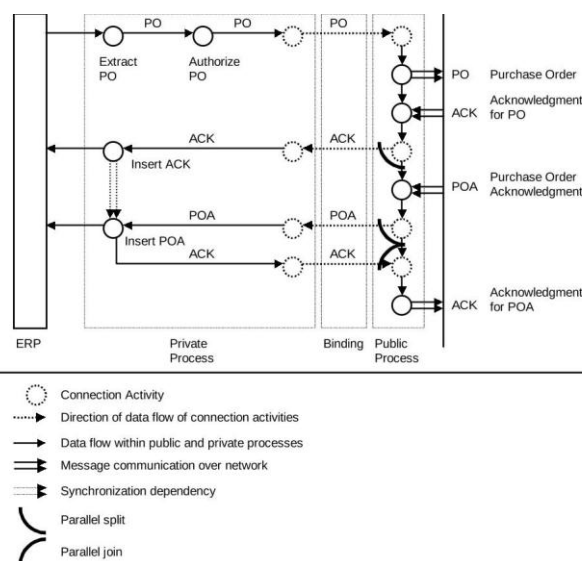 PO PO PO
Extract
PO
Authorize
PO
PO Purchase Order
ACK Acknowledgment
for PO
ACK ACK
Insert ACK
POA Purchase Order
Acknowledgment
POA POA
Insert POA
ACK ACK
ACK Acknowledgment
for POA
ERP Private
Process
Binding Public
Process
Connection Activity
Direction of data flow of connection activities
Data flow within public and private processes
Message communication over network
Synchronization dependency
Parallel split
Parallel join